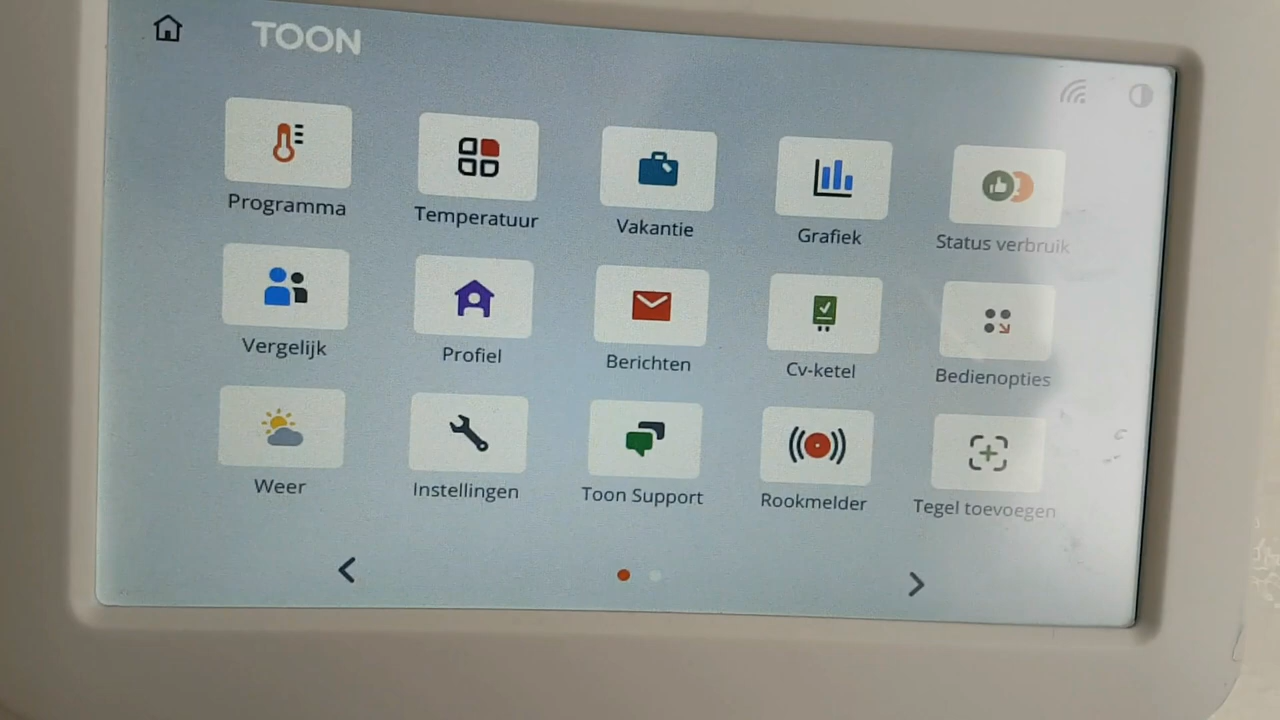 TOON
Programma
Temperatuur
Vakantie
Grafiek
Status verbruik
Vergelijk
Profiel
Berichten
Cv-ketel
Bedienopties
Weer
Instellingen
Toon Support
Rookmelder
Tegel toevoegen